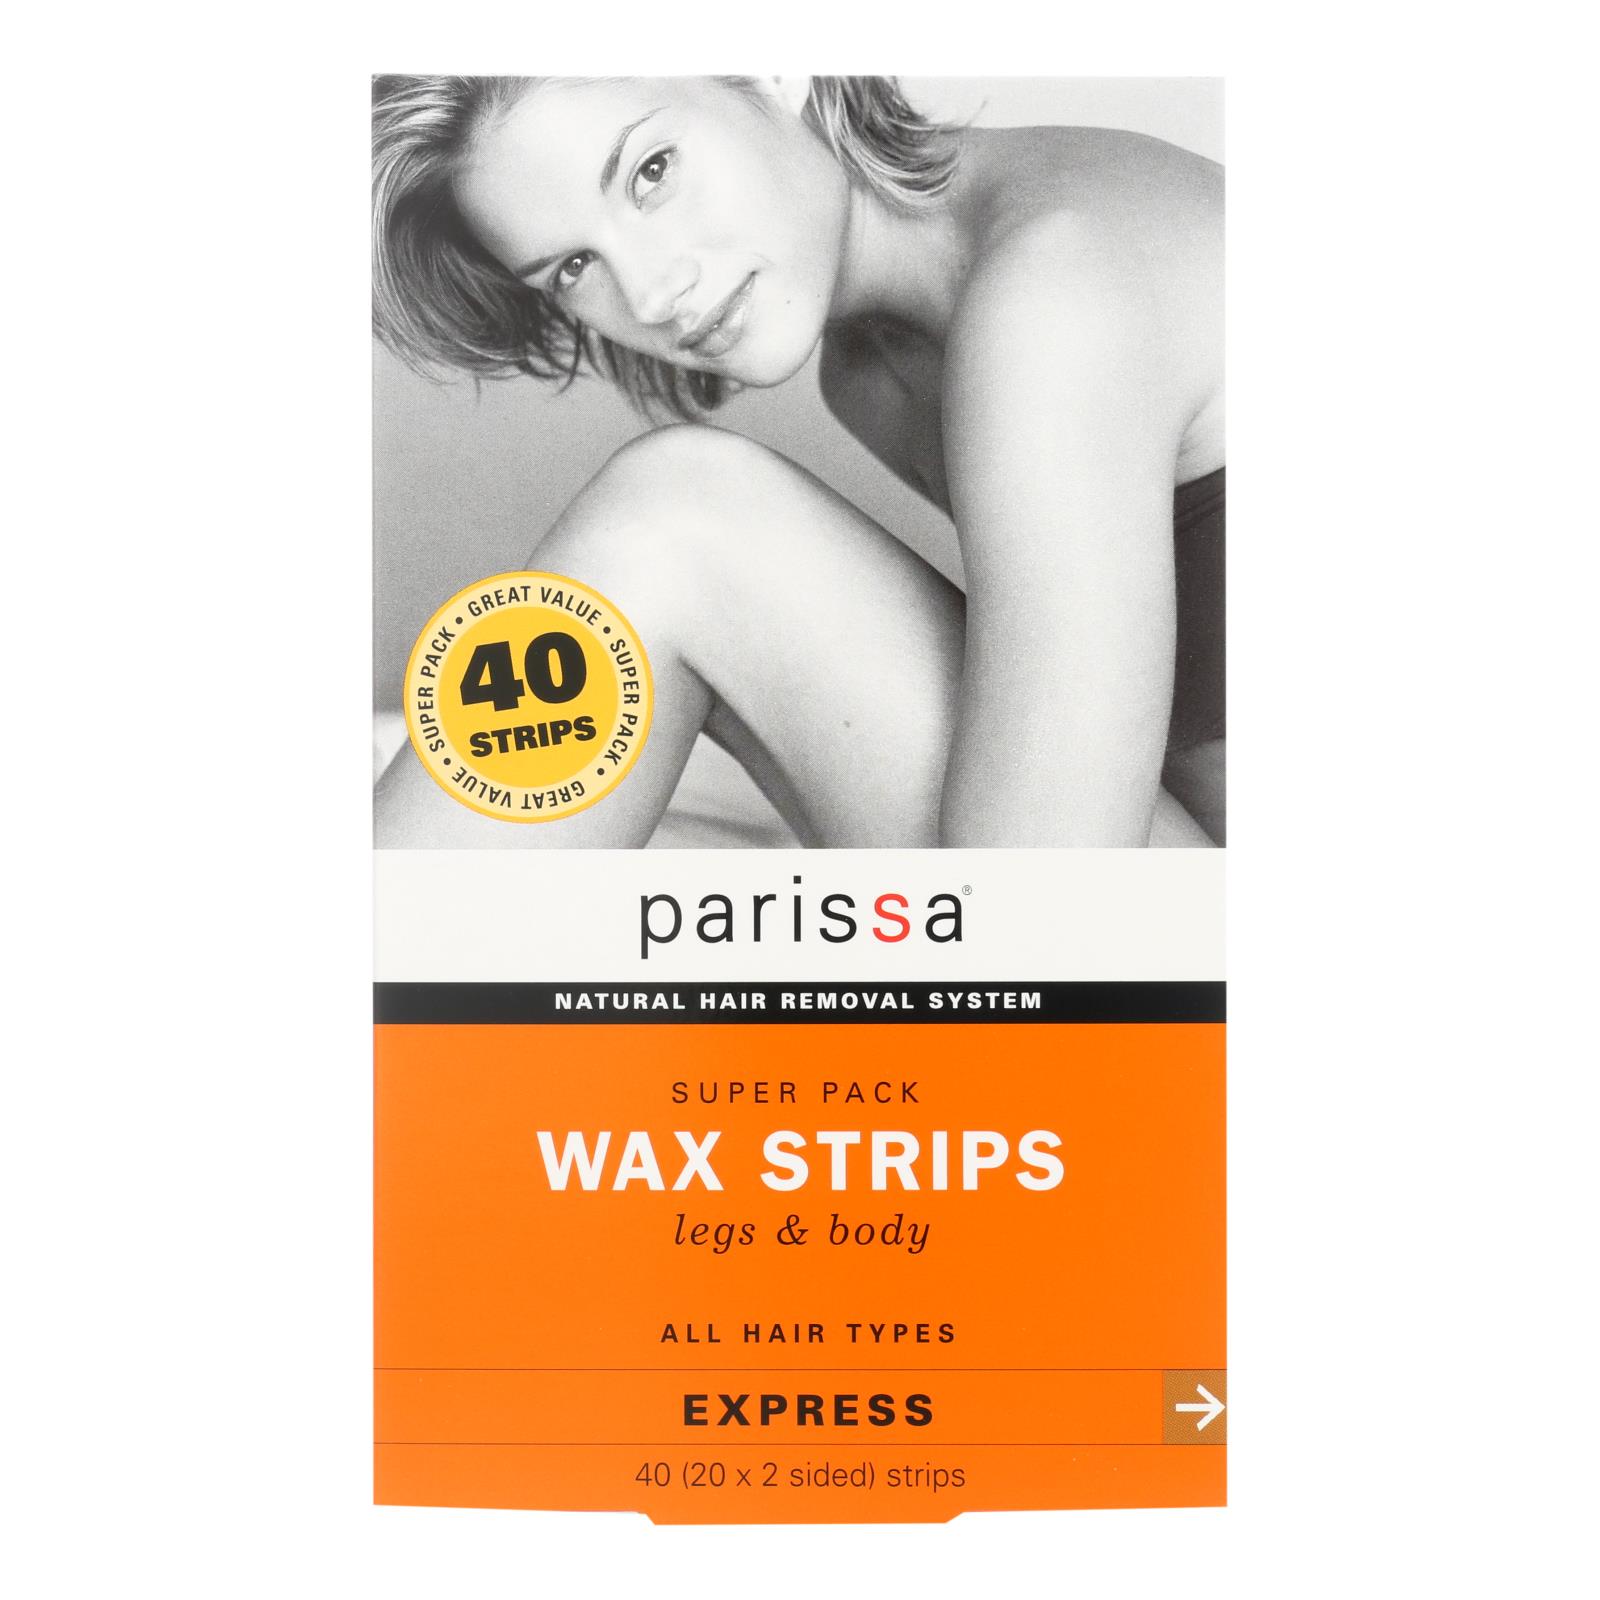 GREAT VALUE • SUPER PACK • GREAT VALUE • SUPER PACK •
40
STRIPS
parissa®
NATURAL HAIR REMOVAL SYSTEM
SUPER PACK
WAX STRIPS
legs & body
ALL HAIR TYPES
EXPRESS
40 (20 x 2 sided) strips